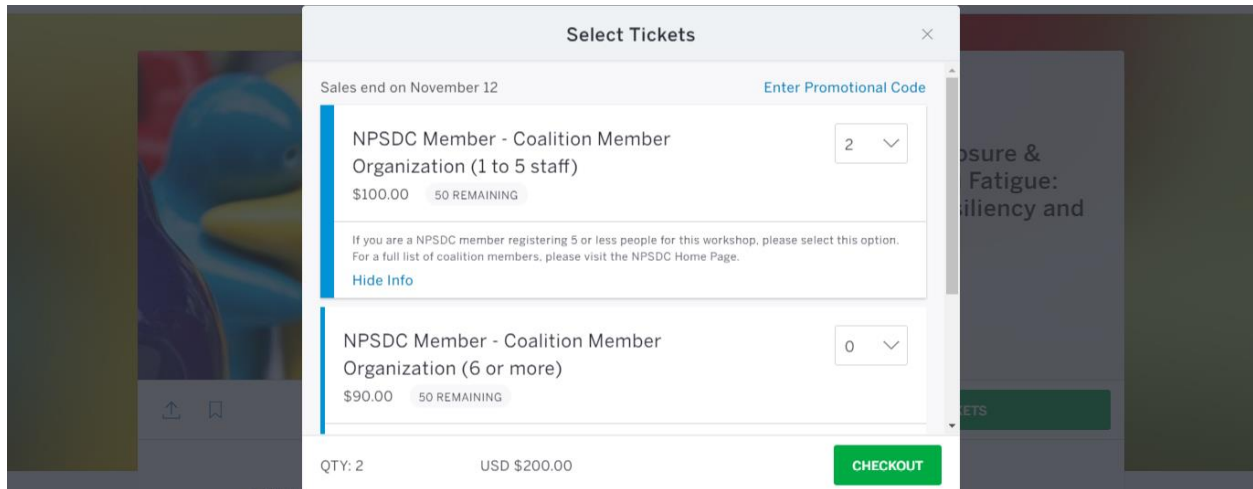 Select Tickets
Sales end on November 12
Enter Promotional Code
NPSDC Member - Coalition Member
Organization (1 to 5 staff)
2
$100.00 50 REMAINING
If you are a NPSDC member registering 5 or less people for this workshop, please select this option.
For a full list of coalition members, please visit the NPSDC Home Page.
Hide Info
NPSDC Member - Coalition Member
Organization (6 or more)
0
$90.00 50 REMAINING
QTY: 2
USD $200.00
CHECKOUT
osure &
Fatigue:
iliency and
ETS